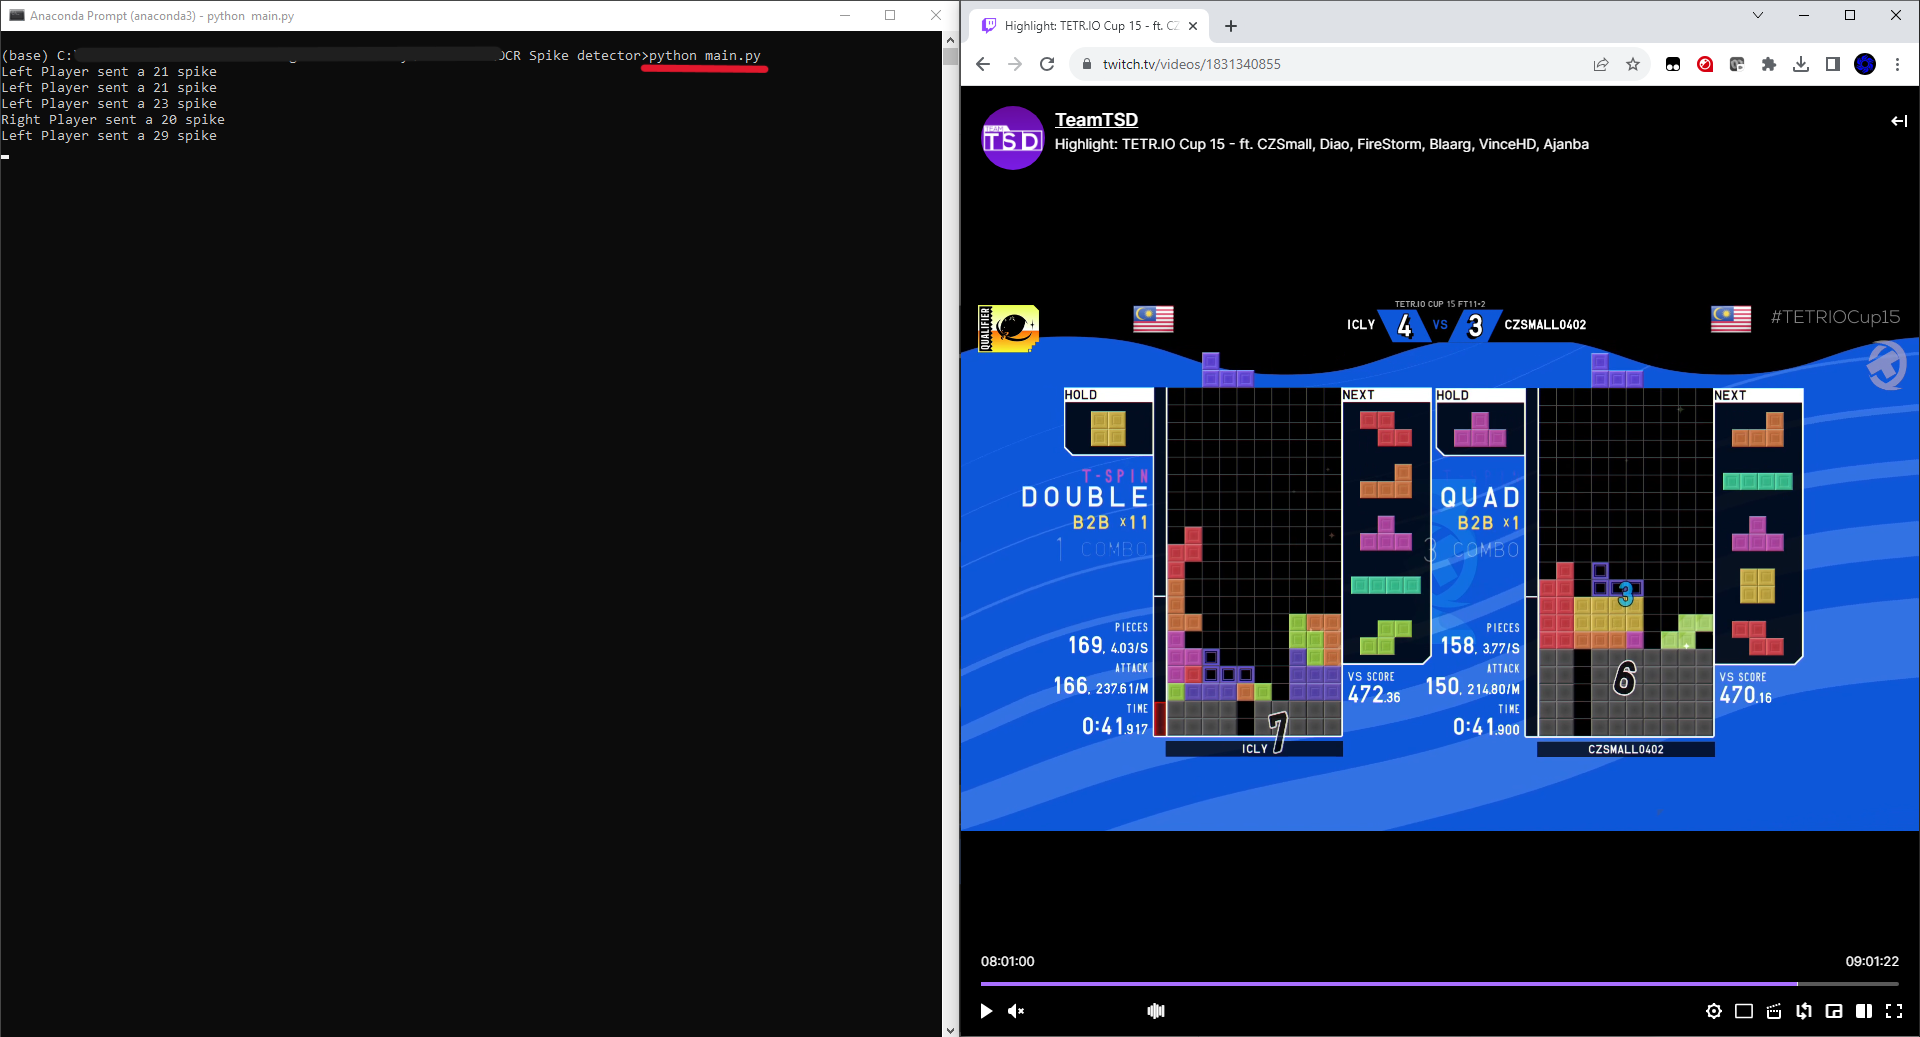 Anaconda Prompt (anaconda3) - python  main.py
(base) C:\ OCR Spike detector>python main.py
Left Player sent a 21 spike
Left Player sent a 21 spike
Left Player sent a 23 spike
Right Player sent a 20 spike
Left Player sent a 29 spike
Highlight: TETR.IO Cup 15 - ft. CZ
twitch.tv/videos/1831340855
TEAM
TSD
TeamTSD
Highlight: TETR.IO Cup 15 - ft. CZSmall, Diao, FireStorm, Blaarg, VinceHD, Ajanba
QUALIFIER
TETR.IO CUP 15 FT11+2
ICLY 4 VS 3 CZSMALL0402
#TETRIOCup15
HOLD
NEXT
T-SPIN
DOUBLE
B2B ×11
1 COMBO
PIECES
169, 4.03/S
ATTACK
166, 237.61/M
TIME
0:41.917
VS SCORE
472.36
7
ICLY
HOLD
NEXT
QUAD
B2B ×1
3 COMBO
PIECES
158, 3.77/S
ATTACK
150, 214.80/M
TIME
0:41.900
3
6
VS SCORE
470.16
CZSMALL0402
08:01:00
09:01:22